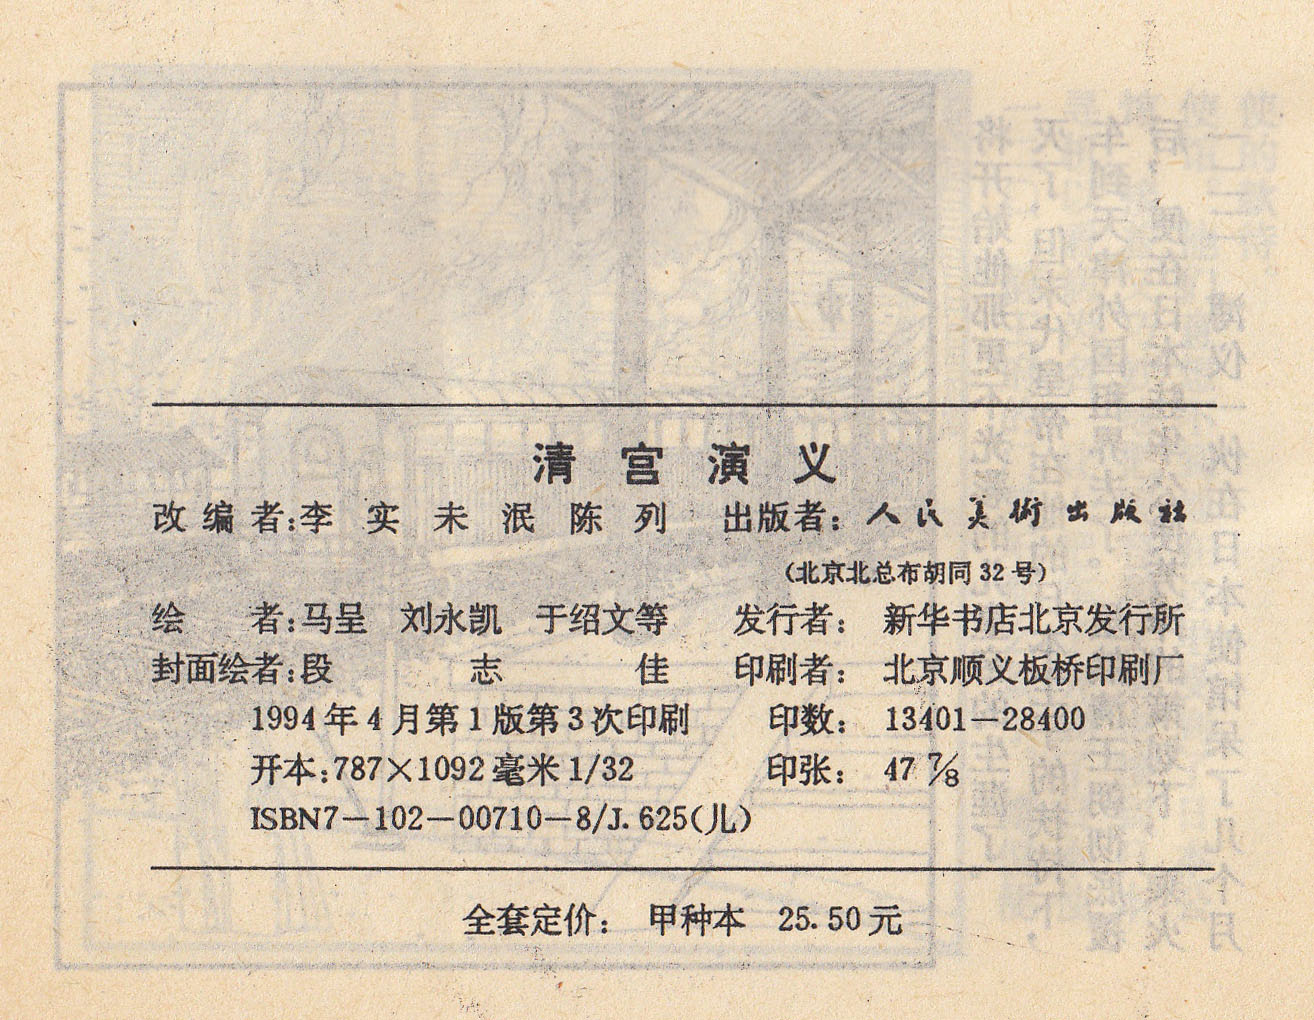 清宫演义
改编者:李实 未泯 陈列 出版者: 人民美術出版社
(北京北总布胡同32号)
绘者:马呈 刘永凯 于绍文等 发行者: 新华书店北京发行所
封面绘者:段志佳 印刷者: 北京顺义板桥印刷厂
1994年4月第1版第3次印刷 印数: 13401—28400
开本:787×1092毫米1/32 印张: 47 7/8
ISBN7—102—00710—8/J.625(儿)
全套定价: 甲种本 25.50元